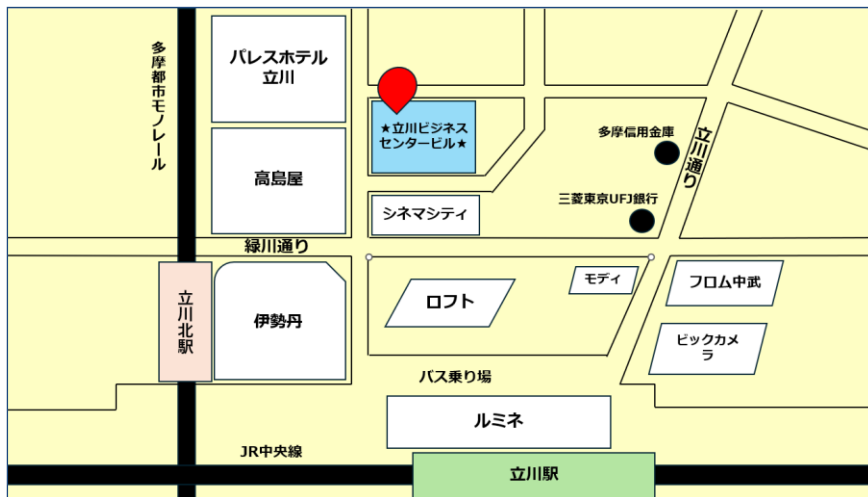 多摩都市モノレール
パレスホテル
立川
★立川ビジネス
センタービル★
多摩信用金庫
立川通り
高島屋
シネマシティ
三菱東京UFJ銀行
緑川通り
立川北駅
伊勢丹
ロフト
モディ
フロム中武
ビックカメ
ラ
バス乗り場
ルミネ
JR中央線
立川駅